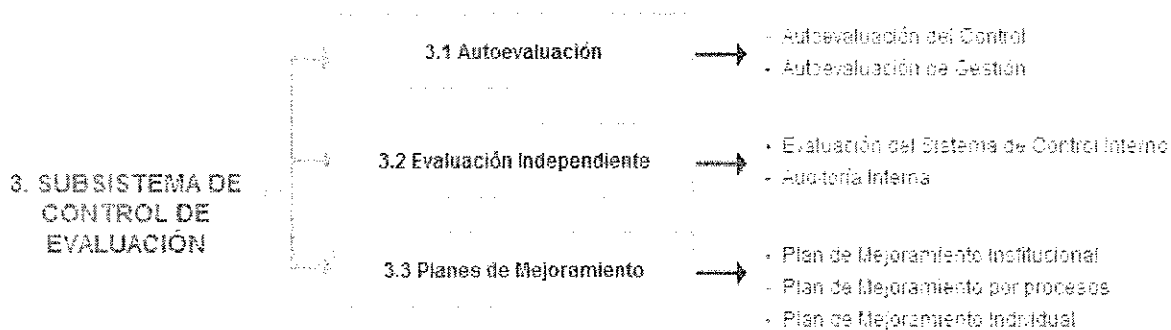 3. SUBSISTEMA DE
CONTROL DE
EVALUACIÓN
3.1 Autoevaluación
- Autoevaluación del Control
- Autoevaluación de Gestión
3.2 Evaluación Independiente
- Evaluación del Sistema de Control Interno
- Auditoría Interna
3.3 Planes de Mejoramiento
- Plan de Mejoramiento Institucional
- Plan de Mejoramiento por procesos
- Plan de Mejoramiento Individual